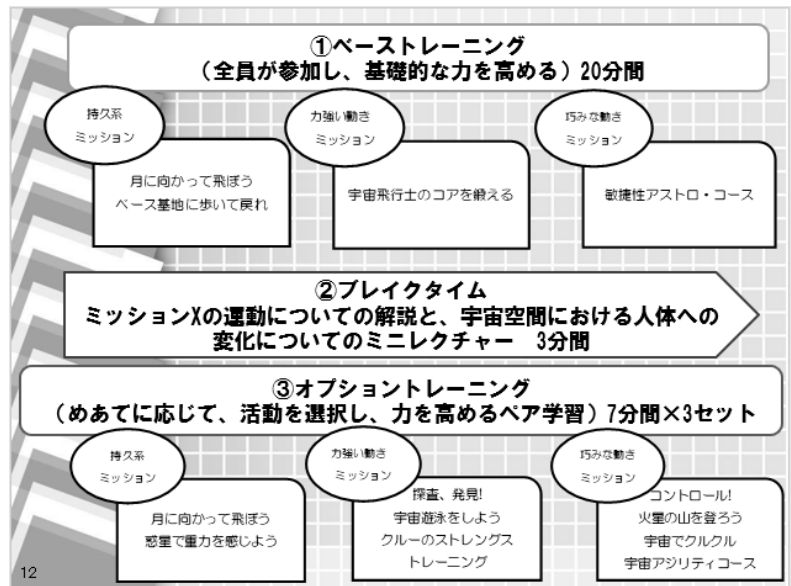 ①ベーストレーニング
（全員が参加し、基礎的な力を高める）20分間
持久系
ミッション
月に向かって飛ぼう
ベース基地に歩いて戻れ
力強い動き
ミッション
宇宙飛行士のコアを鍛える
巧みな動き
ミッション
敏捷性アストロ・コース
②ブレイクタイム
ミッションXの運動についての解説と、宇宙空間における人体への
変化についてのミニレクチャー　3分間
③オプショントレーニング
（めあてに応じて、活動を選択し、力を高めるペア学習）7分間×3セット
持久系
ミッション
月に向かって飛ぼう
惑星で重力を感じよう
力強い動き
ミッション
探査、発見!
宇宙遊泳をしよう
クルーのストレングス
トレーニング
巧みな動き
ミッション
コントロール!
火星の山を登ろう
宇宙でクルクル
宇宙アジリティコース
12